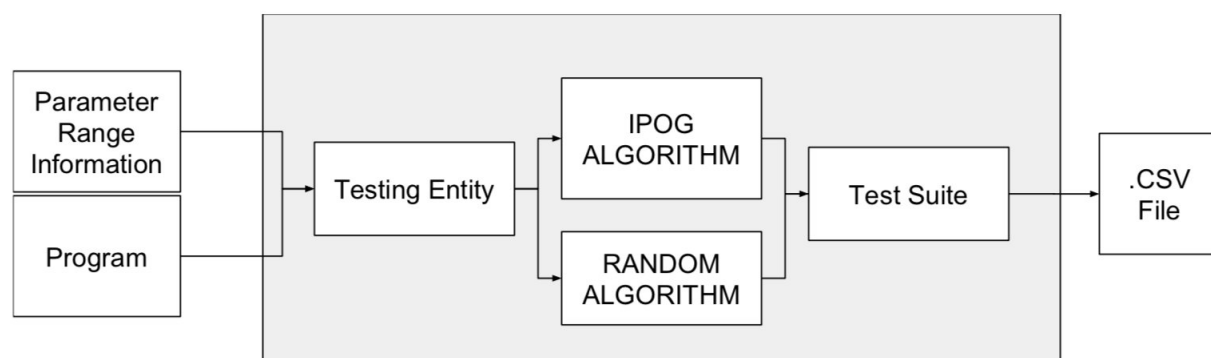 Parameter
Range
Information
Program
Testing Entity
IPOG
ALGORITHM
RANDOM
ALGORITHM
Test Suite
.CSV
File